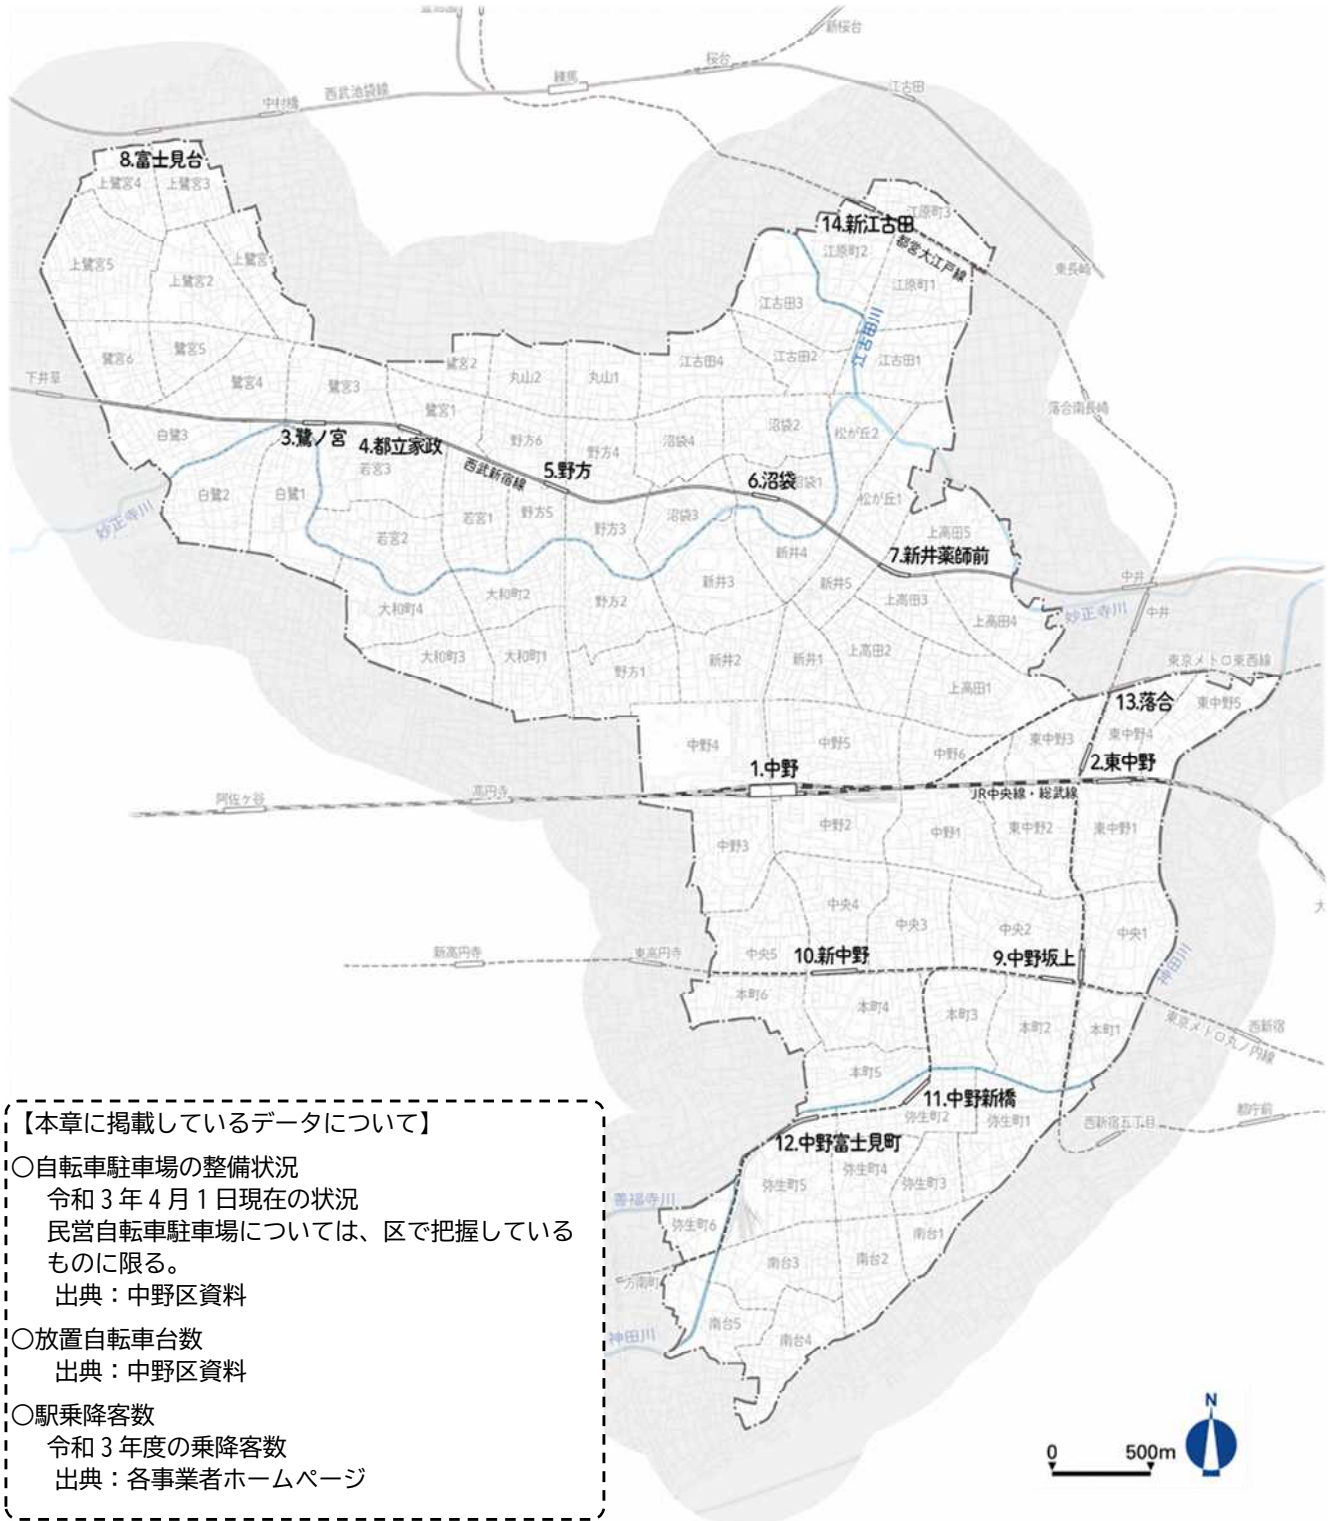 新桜台
桜台
練馬
江古田
西武池袋線
中村橋
8.富士見台
上鷺宮4
上鷺宮3
江原町3
14.新江古田
都営大江戸線
江原町2
東長崎
上鷺宮5
上鷺宮
上鷺宮2
江原町1
江古田3
江古田川
鷺宮6
鷺宮5
鷺宮2
江古田4
江古田2
江古田1
下井草
鷺宮4
鷺宮3
丸山2
丸山1
鷺宮1
落合南長崎
白鷺3
3.鷺ノ宮
4.都立家政
野方6
野方4
沼袋4
沼袋2
松が丘2
若宮3
西武新宿線
5.野方
6.沼袋
沼袋1
白鷺2
白鷺1
松が丘1
妙正寺川
若宮2
若宮1
野方5
野方3
沼袋3
上高田5
新井4
7.新井薬師前
新井3
新井5
中井
大和町4
大和町2
野方2
上高田3
上高田4
妙正寺川
中井
大和町3
大和町1
野方1
新井2
新井1
上高田2
東京メトロ東西線
上高田1
13.落合
東中野5
中野4
中野5
中野6
東中野3
東中野4
1.中野
2.東中野
阿佐ヶ谷
高円寺
JR中央線・総武線
中野3
中野2
中野1
東中野2
東中野1
中央4
中央3
中央2
中央1
大
新高円寺
東高円寺
中央5
10.新中野
9.中野坂上
神田川
本町6
本町4
本町3
本町2
本町1
東京メトロ丸ノ内線
西新宿
本町5
11.中野新橋
弥生町2
弥生町1
西新宿五丁目
都庁前
12.中野富士見町
弥生町5
弥生町4
弥生町3
善福寺川
弥生町6
南台1
方南町
南台3
南台2
神田川
南台5
南台4
【本章に掲載しているデータについて】
○自転車駐車場の整備状況
令和3年4月1日現在の状況
民営自転車駐車場については、区で把握している
ものに限る。
出典：中野区資料
○放置自転車台数
出典：中野区資料
○駅乗降客数
令和3年度の乗降客数
出典：各事業者ホームページ
N
0 500m